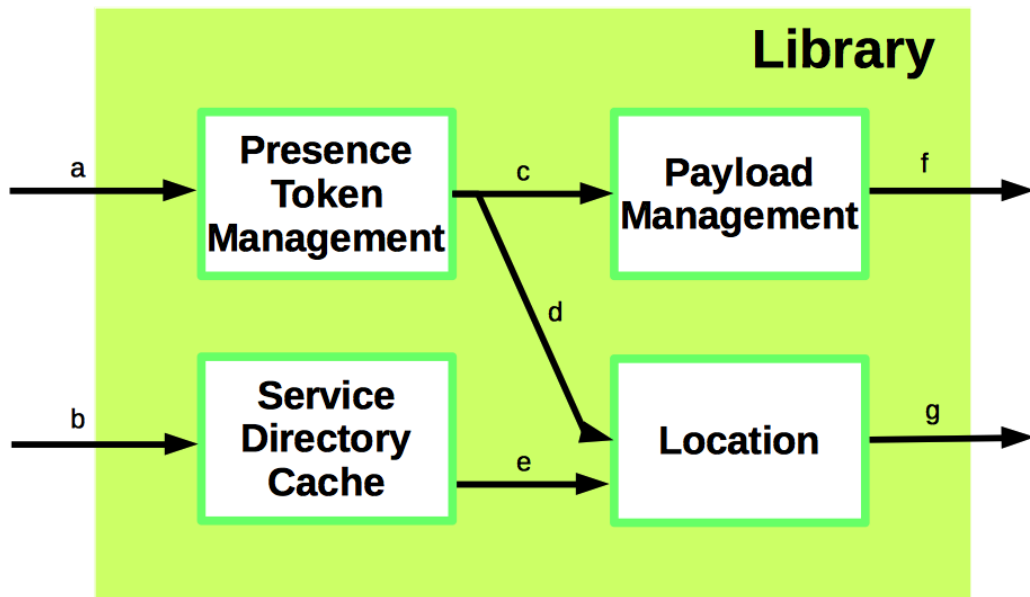 Library
a
Presence
Token
Management
c
Payload
Management
f
d
b
Service
Directory
Cache
e
Location
g